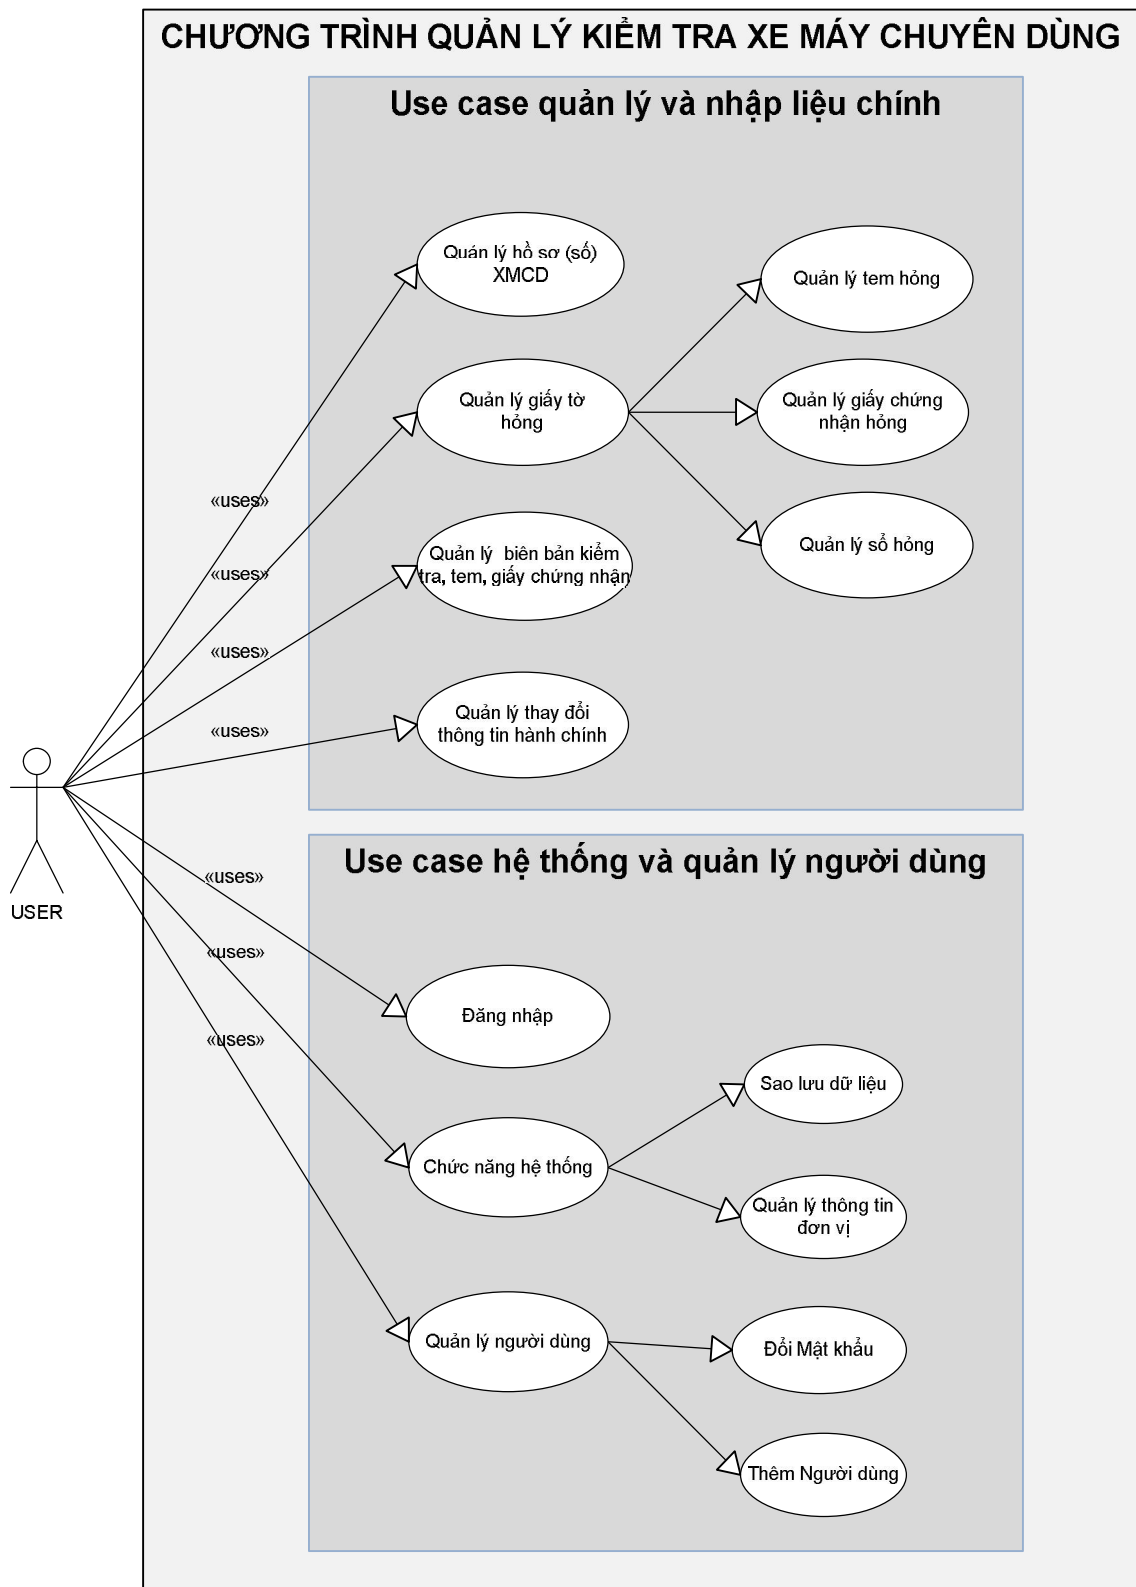 CHƯƠNG TRÌNH QUẢN LÝ KIỂM TRA XE MÁY CHUYÊN DÙNG
Use case quản lý và nhập liệu chính
Quản lý hồ sơ (số)
XMCD
Quản lý tem hỏng
Quản lý giấy tờ
hỏng
Quản lý giấy chứng
nhận hỏng
«uses»
Quản lý biên bản kiểm
tra, tem, giấy chứng nhận
Quản lý sổ hỏng
«uses»
«uses»
Quản lý thay đổi
thông tin hành chính
«uses»
USER
Use case hệ thống và quản lý người dùng
«uses»
«uses»
«uses»
Đăng nhập
Sao lưu dữ liệu
Chức năng hệ thống
Quản lý thông tin
đơn vị
Quản lý người dùng
Đổi Mật khẩu
Thêm Người dùng